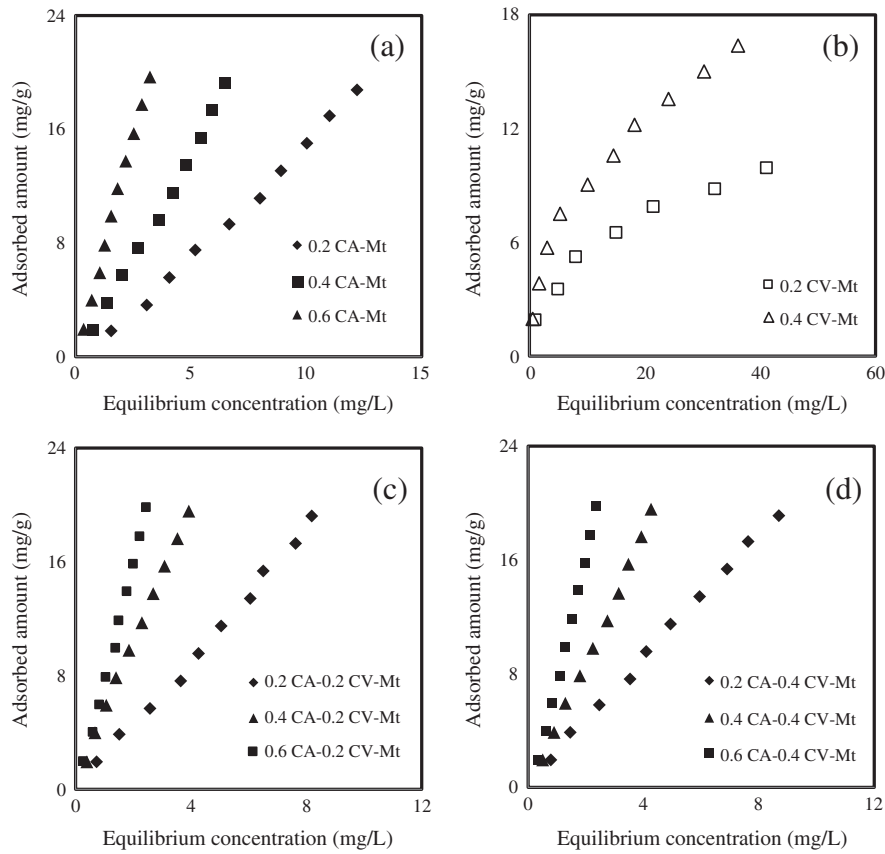 (a)
Adsorbed amount (mg/g)
24
16
8
0
0.2 CA-Mt
0.4 CA-Mt
0.6 CA-Mt
0 5 10 15
Equilibrium concentration (mg/L)
(b)
Adsorbed amount (mg/g)
18
12
6
0
0.2 CV-Mt
0.4 CV-Mt
0 20 40 60
Equilibrium concentration (mg/L)
(c)
Adsorbed amount (mg/g)
24
16
8
0
0.2 CA-0.2 CV-Mt
0.4 CA-0.2 CV-Mt
0.6 CA-0.2 CV-Mt
0 4 8 12
Equilibrium concentration (mg/L)
(d)
Adsorbed amount (mg/g)
24
16
8
0
0.2 CA-0.4 CV-Mt
0.4 CA-0.4 CV-Mt
0.6 CA-0.4 CV-Mt
0 4 8 12
Equilibrium concentration (mg/L)